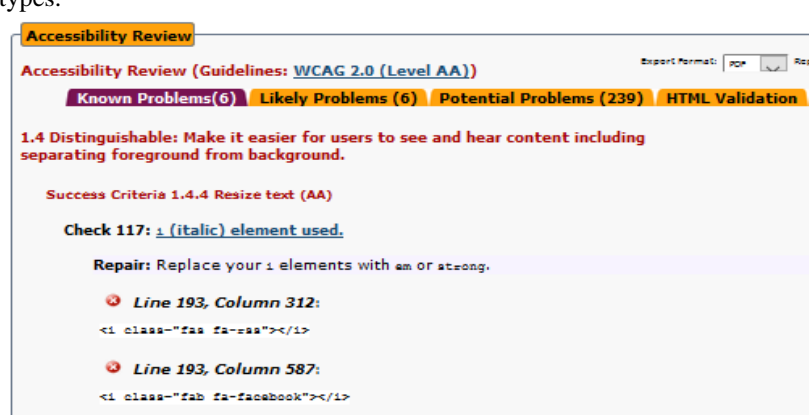 types.
Accessibility Review
Accessibility Review (Guidelines: WCAG 2.0 (Level AA))
Export Format: PDF
Known Problems(6) Likely Problems (6) Potential Problems (239) HTML Validation
1.4 Distinguishable: Make it easier for users to see and hear content including
separating foreground from background.
Success Criteria 1.4.4 Resize text (AA)
Check 117: i (italic) element used.
Repair: Replace your i elements with em or strong.
Line 193, Column 312:
<i class="fas fa-rss"></i>
Line 193, Column 587:
<i class="fab fa-facebook"></i>